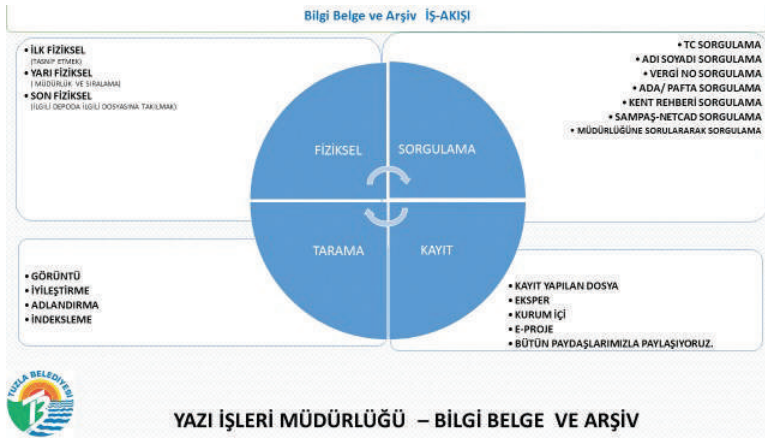 Bilgi Belge ve Arşiv İŞ-AKIŞI
• İLK FİZİKSEL
(TASNİF ETMEK)
• YARI FİZİKSEL
( MÜDÜRLÜK VE SIRALAMA)
• SON FİZİKSEL
(İLGİLİ DEPODA İLGİLİ DOSYASINA TAKILMAK)
• TC SORGULAMA
• ADI SOYADI SORGULAMA
• VERGİ NO SORGULAMA
• ADA/ PAFTA SORGULAMA
• KENT REHBERİ SORGULAMA
• SAMPAŞ-NETCAD SORGULAMA
• MÜDÜRLÜĞÜNE SORULARARAK SORGULAMA
FİZİKSEL
SORGULAMA
TARAMA
KAYIT
• GÖRÜNTÜ
• İYİLEŞTİRME
• ADLANDIRMA
• İNDEKSLEME
• KAYIT YAPILAN DOSYA
• EKSPER
• KURUM İÇİ
• E-PROJE
• BÜTÜN PAYDAŞLARIMIZLA PAYLAŞIYORUZ.
TUZLA BELEDİYESİ
YAZI İŞLERİ MÜDÜRLÜĞÜ – BİLGİ BELGE VE ARŞİV